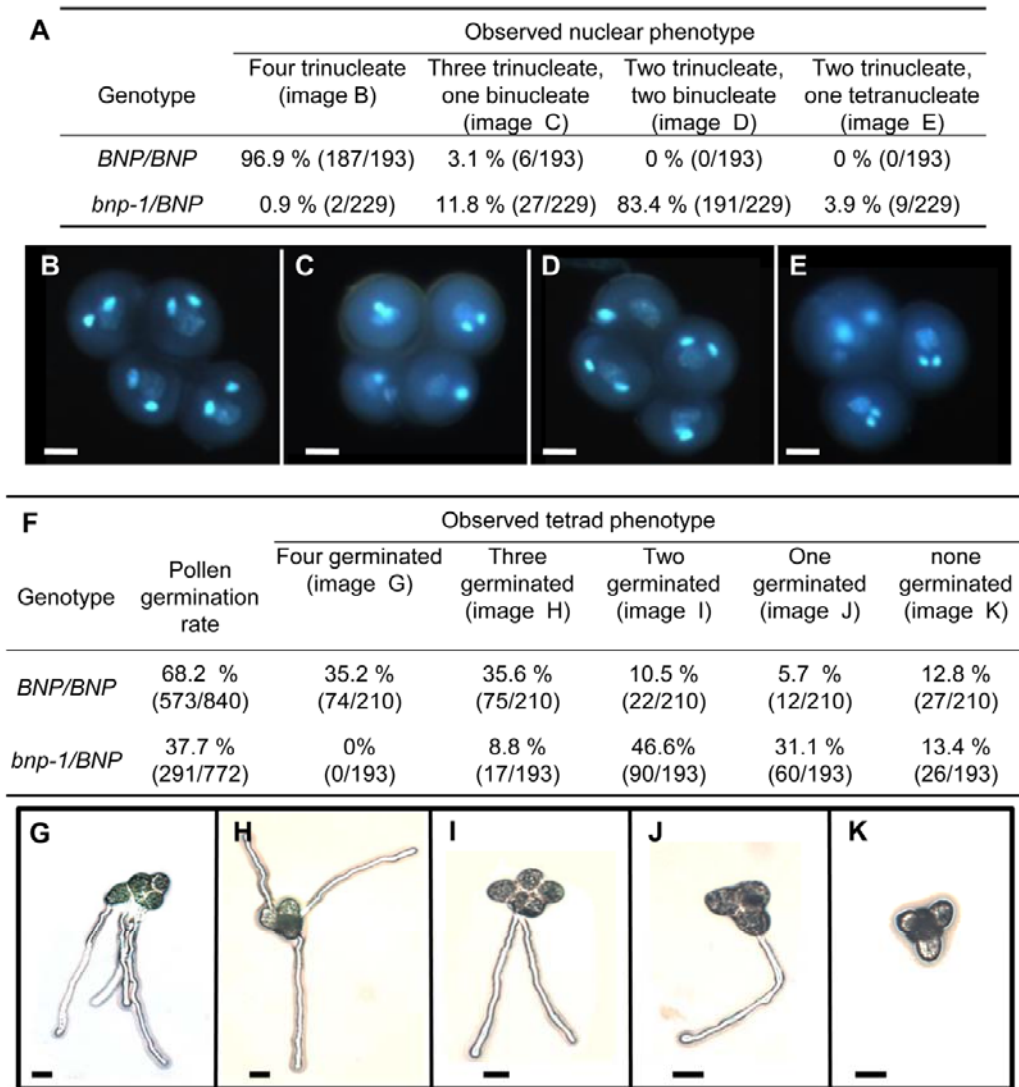 A
Observed nuclear phenotype
Genotype
Four trinucleate
(image B)
Three trinucleate,
one binucleate
(image C)
Two trinucleate,
two binucleate
(image D)
Two trinucleate,
one tetranucleate
(image E)
BNP/BNP 96.9 % (187/193) 3.1 % (6/193) 0 % (0/193) 0 % (0/193)
bnp-1/BNP 0.9 % (2/229) 11.8 % (27/229) 83.4 % (191/229) 3.9 % (9/229)
B C D E
F
Observed tetrad phenotype
Genotype
Pollen
germination
rate
Four germinated
(image G)
Three
germinated
(image H)
Two
germinated
(image I)
One
germinated
(image J)
none
germinated
(image K)
BNP/BNP
68.2 %
(573/840)
35.2 %
(74/210)
35.6 %
(75/210)
10.5 %
(22/210)
5.7 %
(12/210)
12.8 %
(27/210)
bnp-1/BNP
37.7 %
(291/772)
0%
(0/193)
8.8 %
(17/193)
46.6%
(90/193)
31.1 %
(60/193)
13.4 %
(26/193)
G H I J K